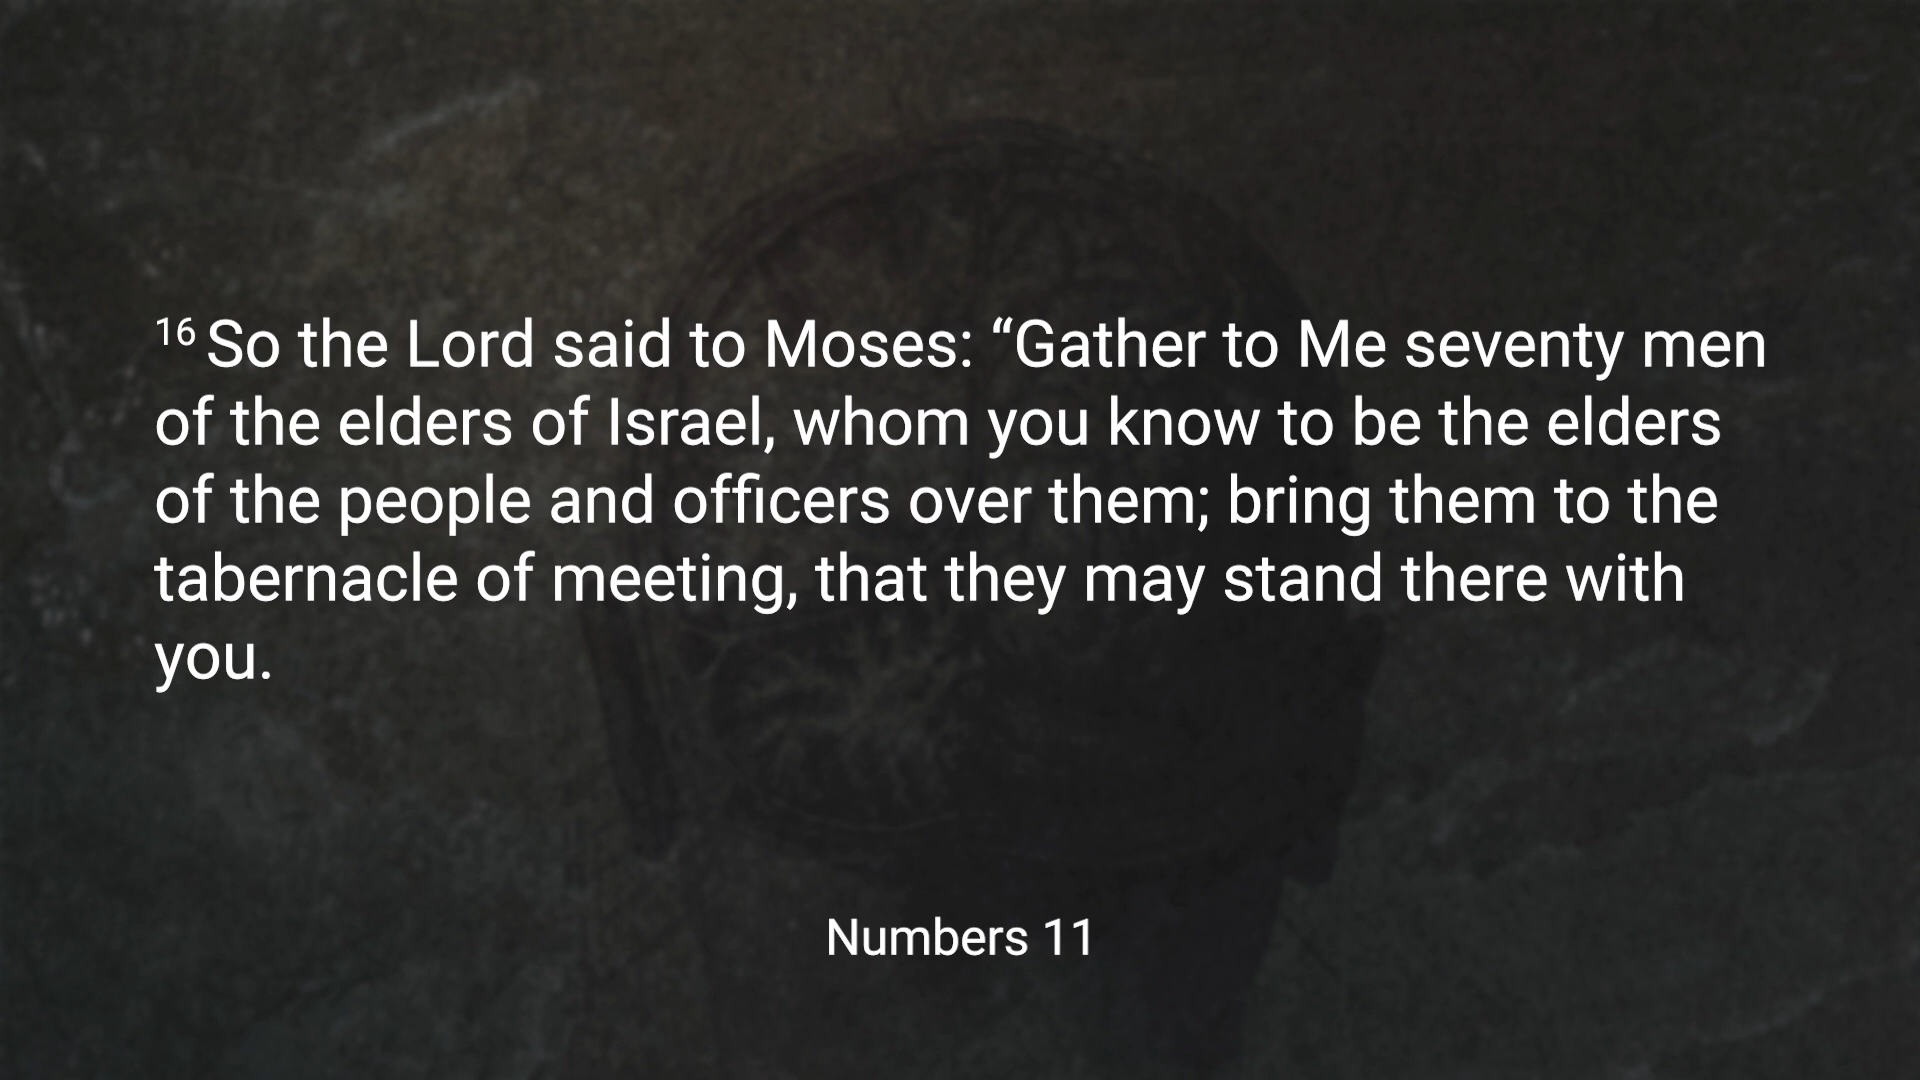 16 So the Lord said to Moses: “Gather to Me seventy men
of the elders of Israel, whom you know to be the elders
of the people and officers over them; bring them to the
tabernacle of meeting, that they may stand there with
you.
Numbers 11